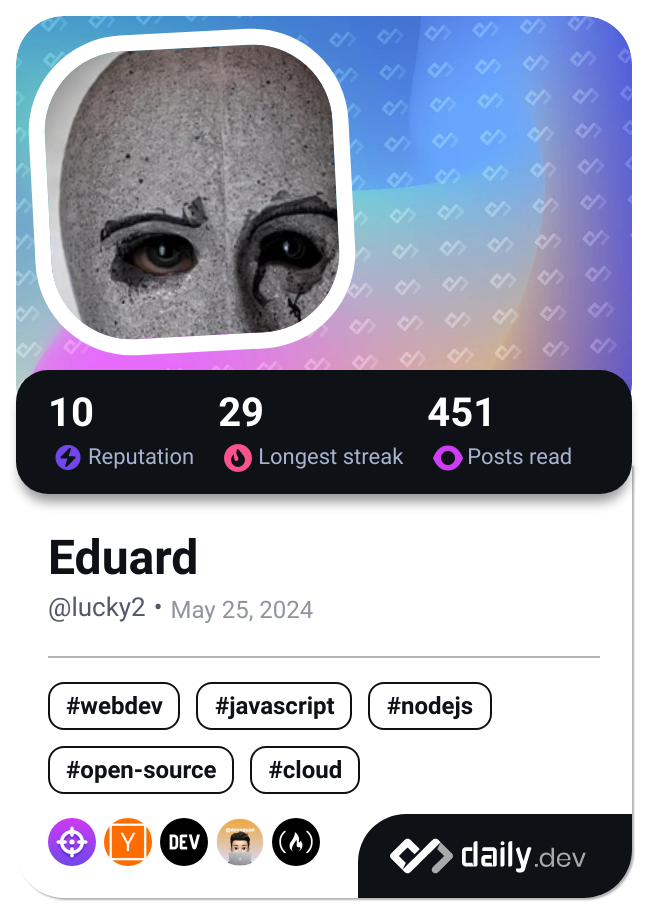 10 29 451
Reputation Longest streak Posts read
Eduard
@lucky2 • May 25, 2024
#webdev #javascript #nodejs
#open-source #cloud
Y DEV
daily.dev